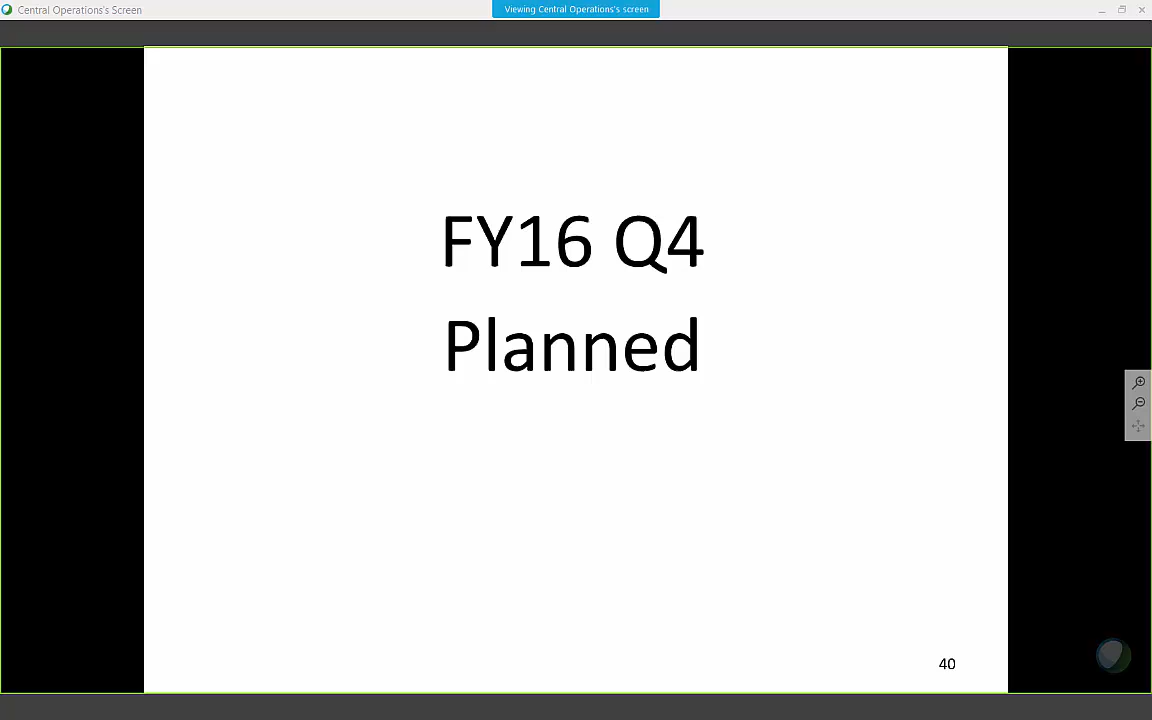 Central Operations's Screen
Viewing Central Operations's screen
FY16 Q4
Planned
40